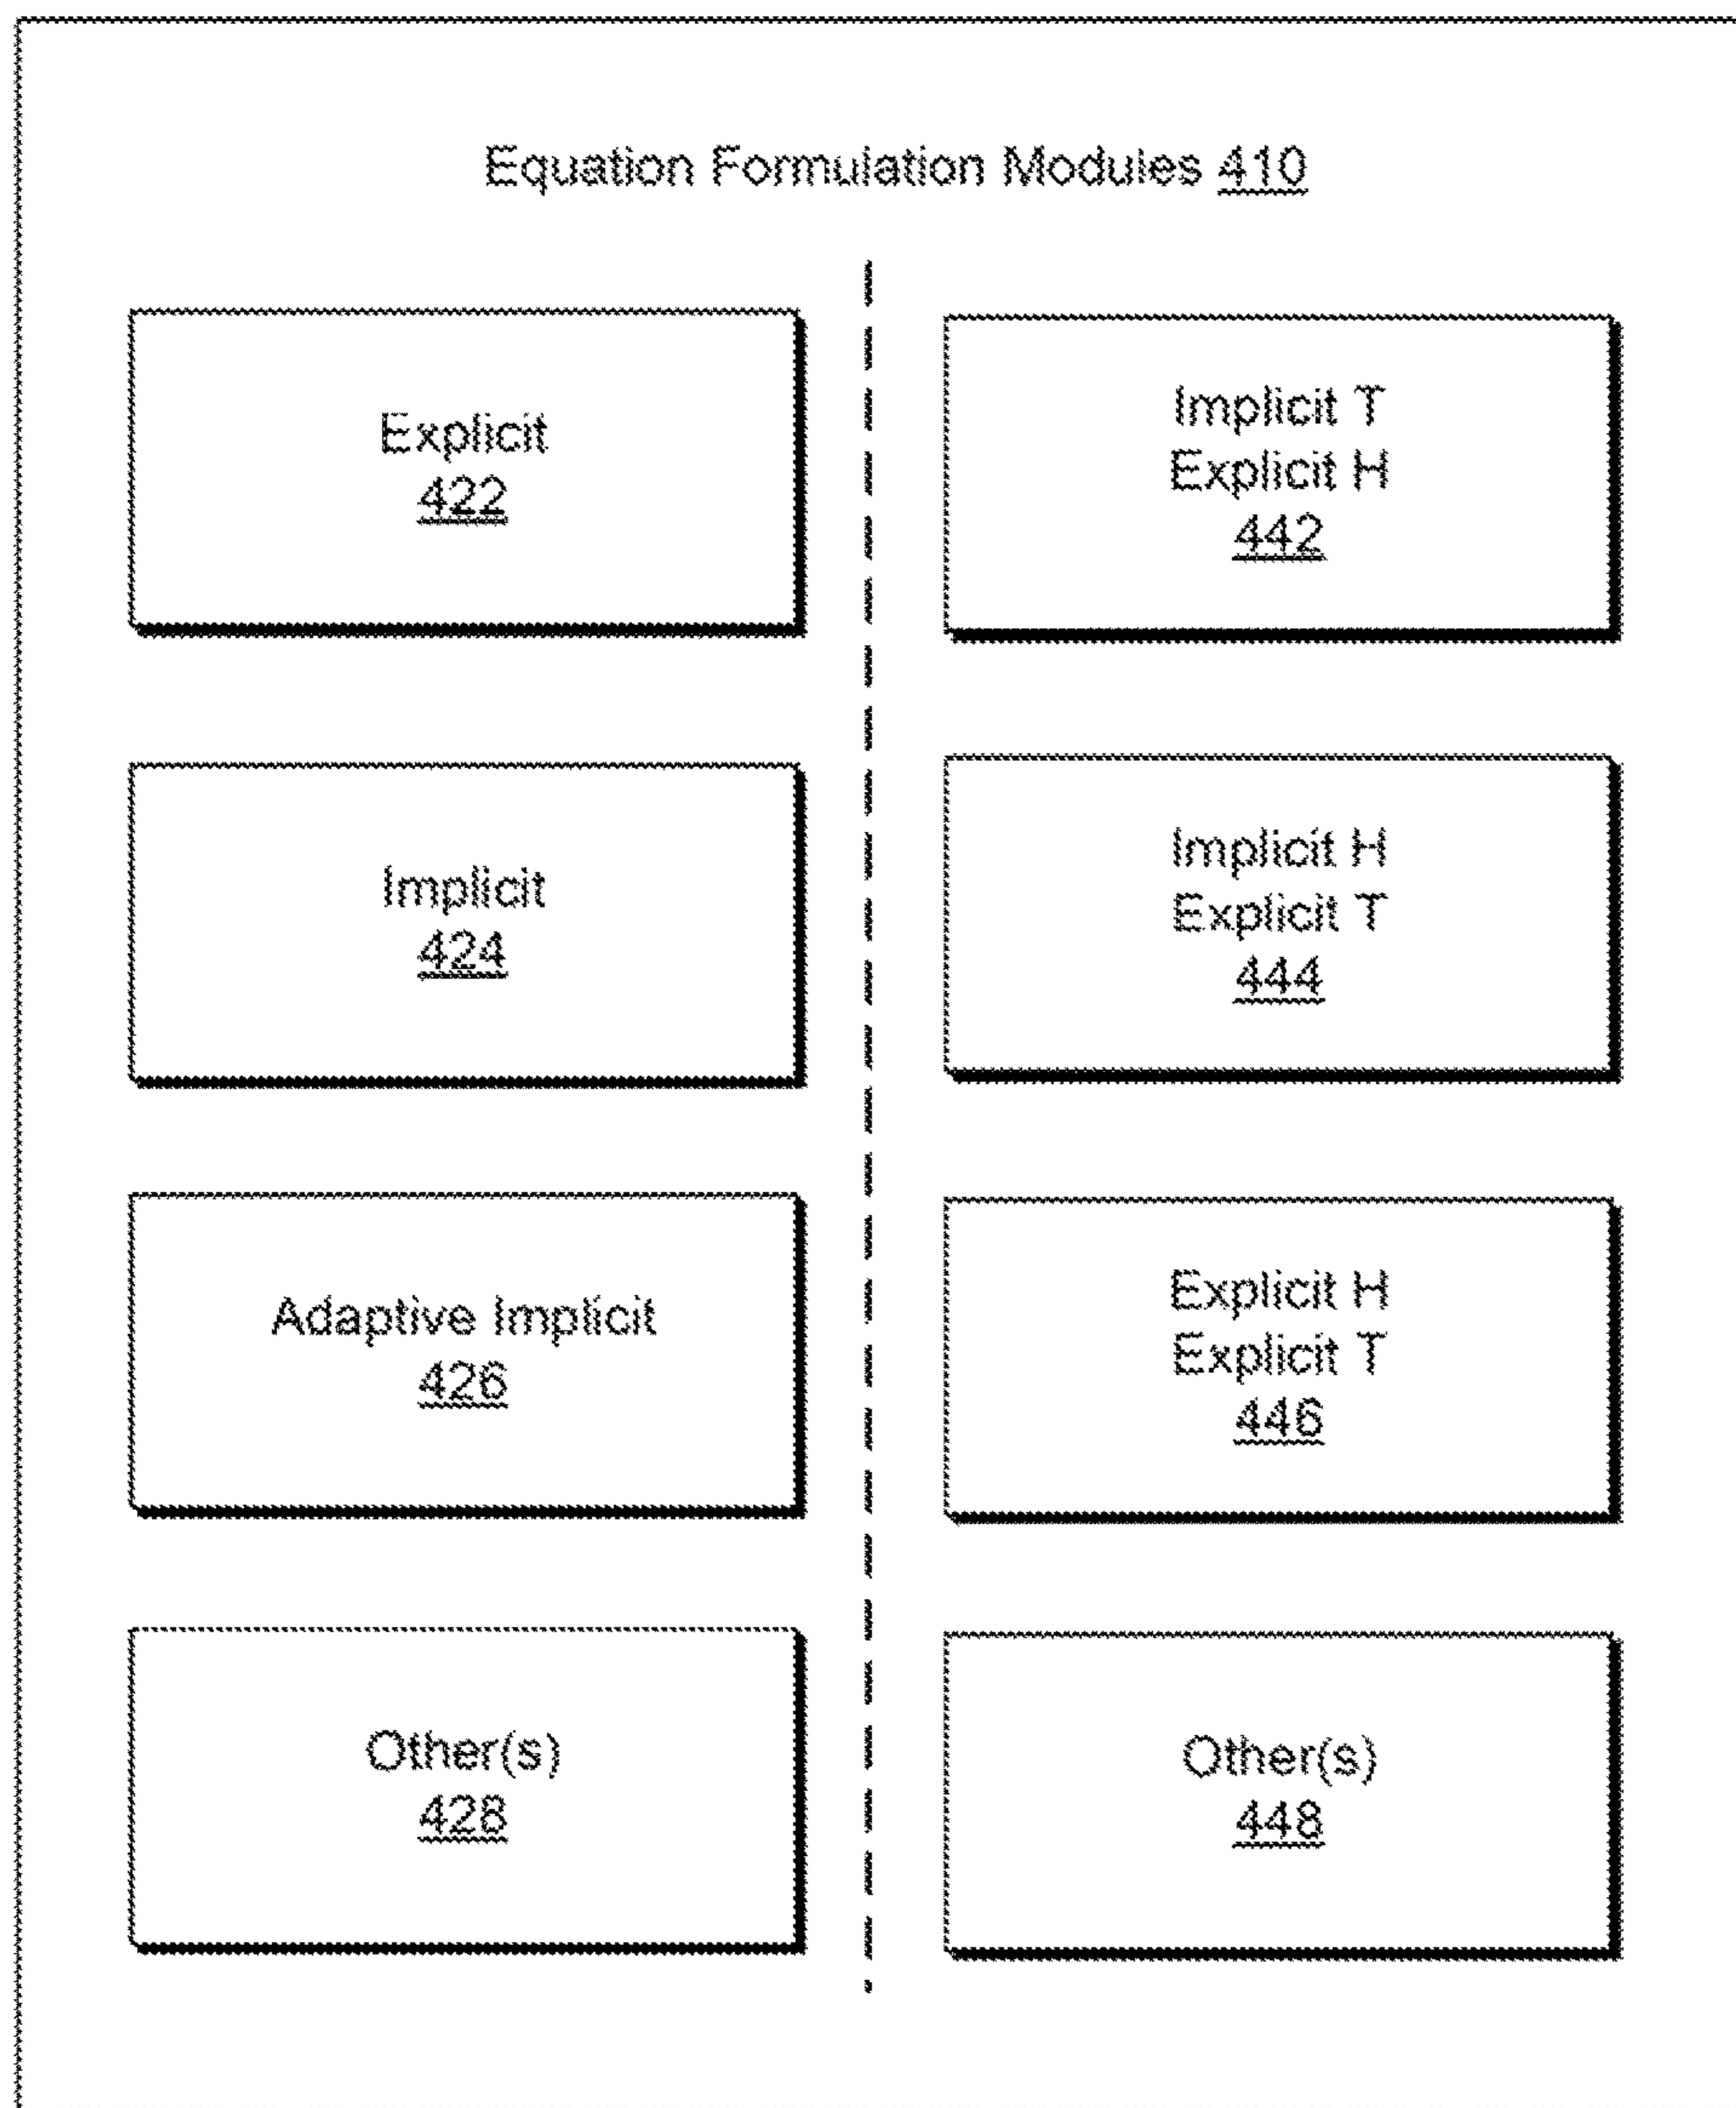 Equation Formulation Modules 410
Explicit
422
Implicit
424
Adaptive Implicit
426
Other(s)
428
Implicit T
Explicit H
442
Implicit H
Explicit T
444
Explicit H
Explicit T
446
Other(s)
448